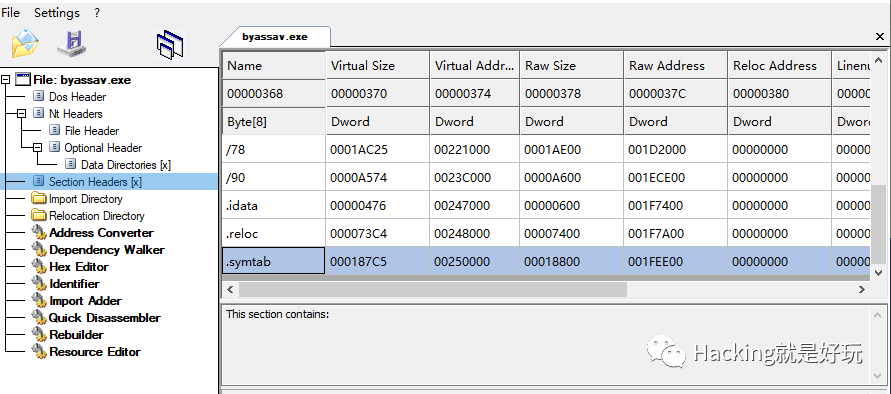 File Settings ?
byassav.exe
File: byassav.exe
Dos Header
Nt Headers
File Header
Optional Header
Data Directories [x]
Section Headers [x]
Import Directory
Relocation Directory
Address Converter
Dependency Walker
Hex Editor
Identifier
Import Adder
Quick Disassembler
Rebuilder
Resource Editor
Name Virtual Size Virtual Addr... Raw Size Raw Address Reloc Address Linenu
00000368 00000370 00000374 00000378 0000037C 00000380 0000
Byte[8] Dword Dword Dword Dword Dword Dwor
/78 0001AC25 00221000 0001AE00 001D2000 00000000 0000
/90 0000A574 0023C000 0000A600 001ECE00 00000000 0000
.idata 00000476 00247000 00000600 001F7400 00000000 0000
.reloc 000073C4 00248000 00007400 001F7A00 00000000 0000
.symtab 000187C5 00250000 00018800 001FEE00 00000000 0000
This section contains:
Hacking就是好玩